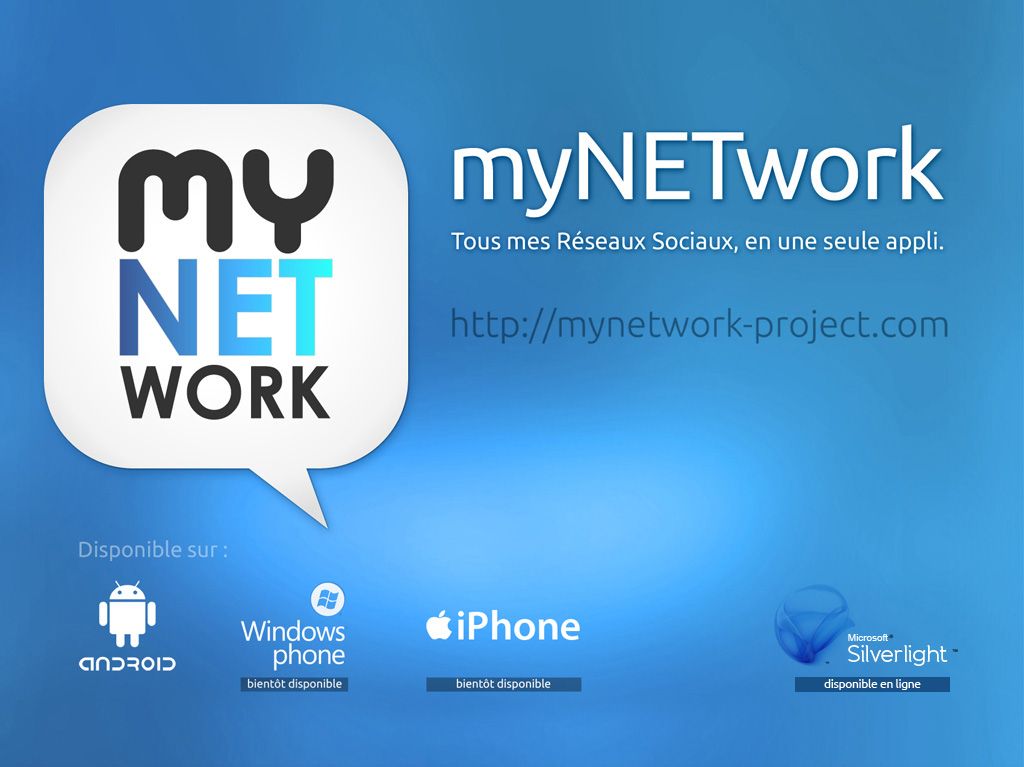 MY
NET
WORK
myNETwork
Tous mes Réseaux Sociaux, en une seule appli.
http://mynetwork-project.com
Disponible sur :
ANDROID
Windows
phone
bientôt disponible
iPhone
bientôt disponible
Microsoft®
Silverlight™
disponible en ligne